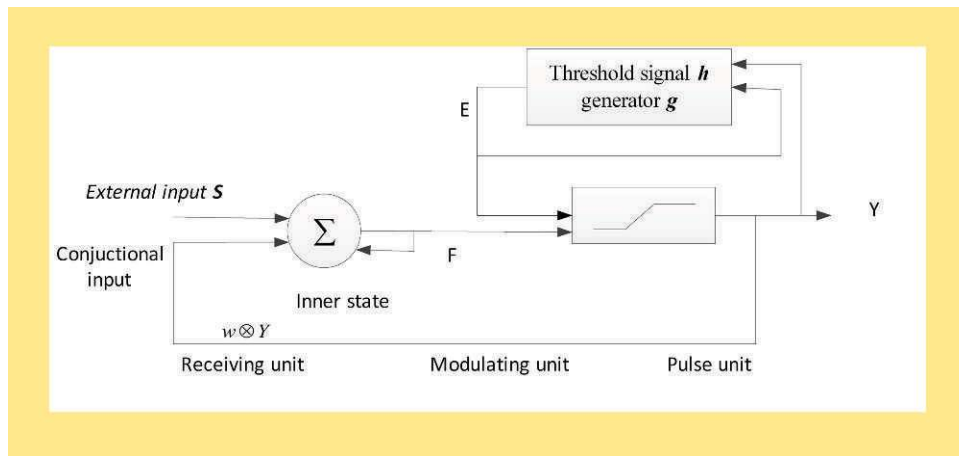 Threshold signal h
generator g
E
External input S
Σ
Y
Conjuctional
input
F
Inner state
w⊗Y
Receiving unit
Modulating unit
Pulse unit